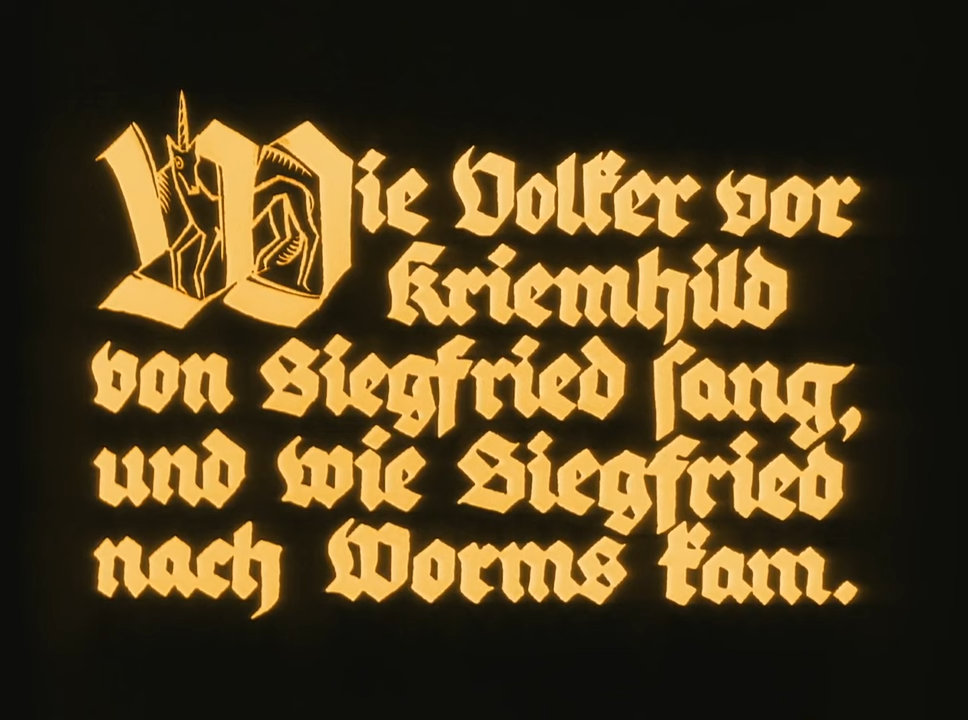 Wie Volker vor
Kriemhild
von Siegfried sang,
und wie Siegfried
nach Worms kam.